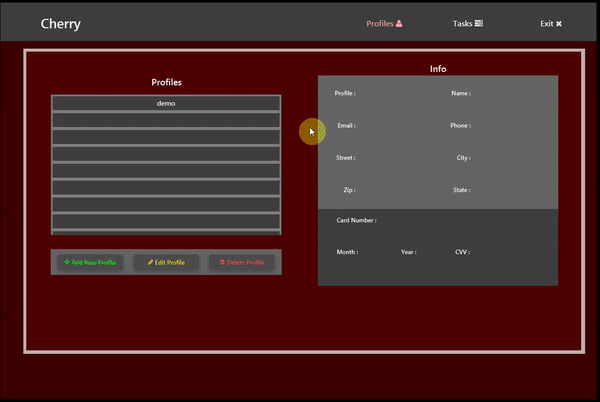 Cherry
Profiles
Tasks
Exit
Profiles
demo
Add New Profile
Edit Profile
Delete Profile
Info
Profile :
Name :
Email :
Phone :
Street :
City :
Zip :
State :
Card Number :
Month :
Year :
CVV :